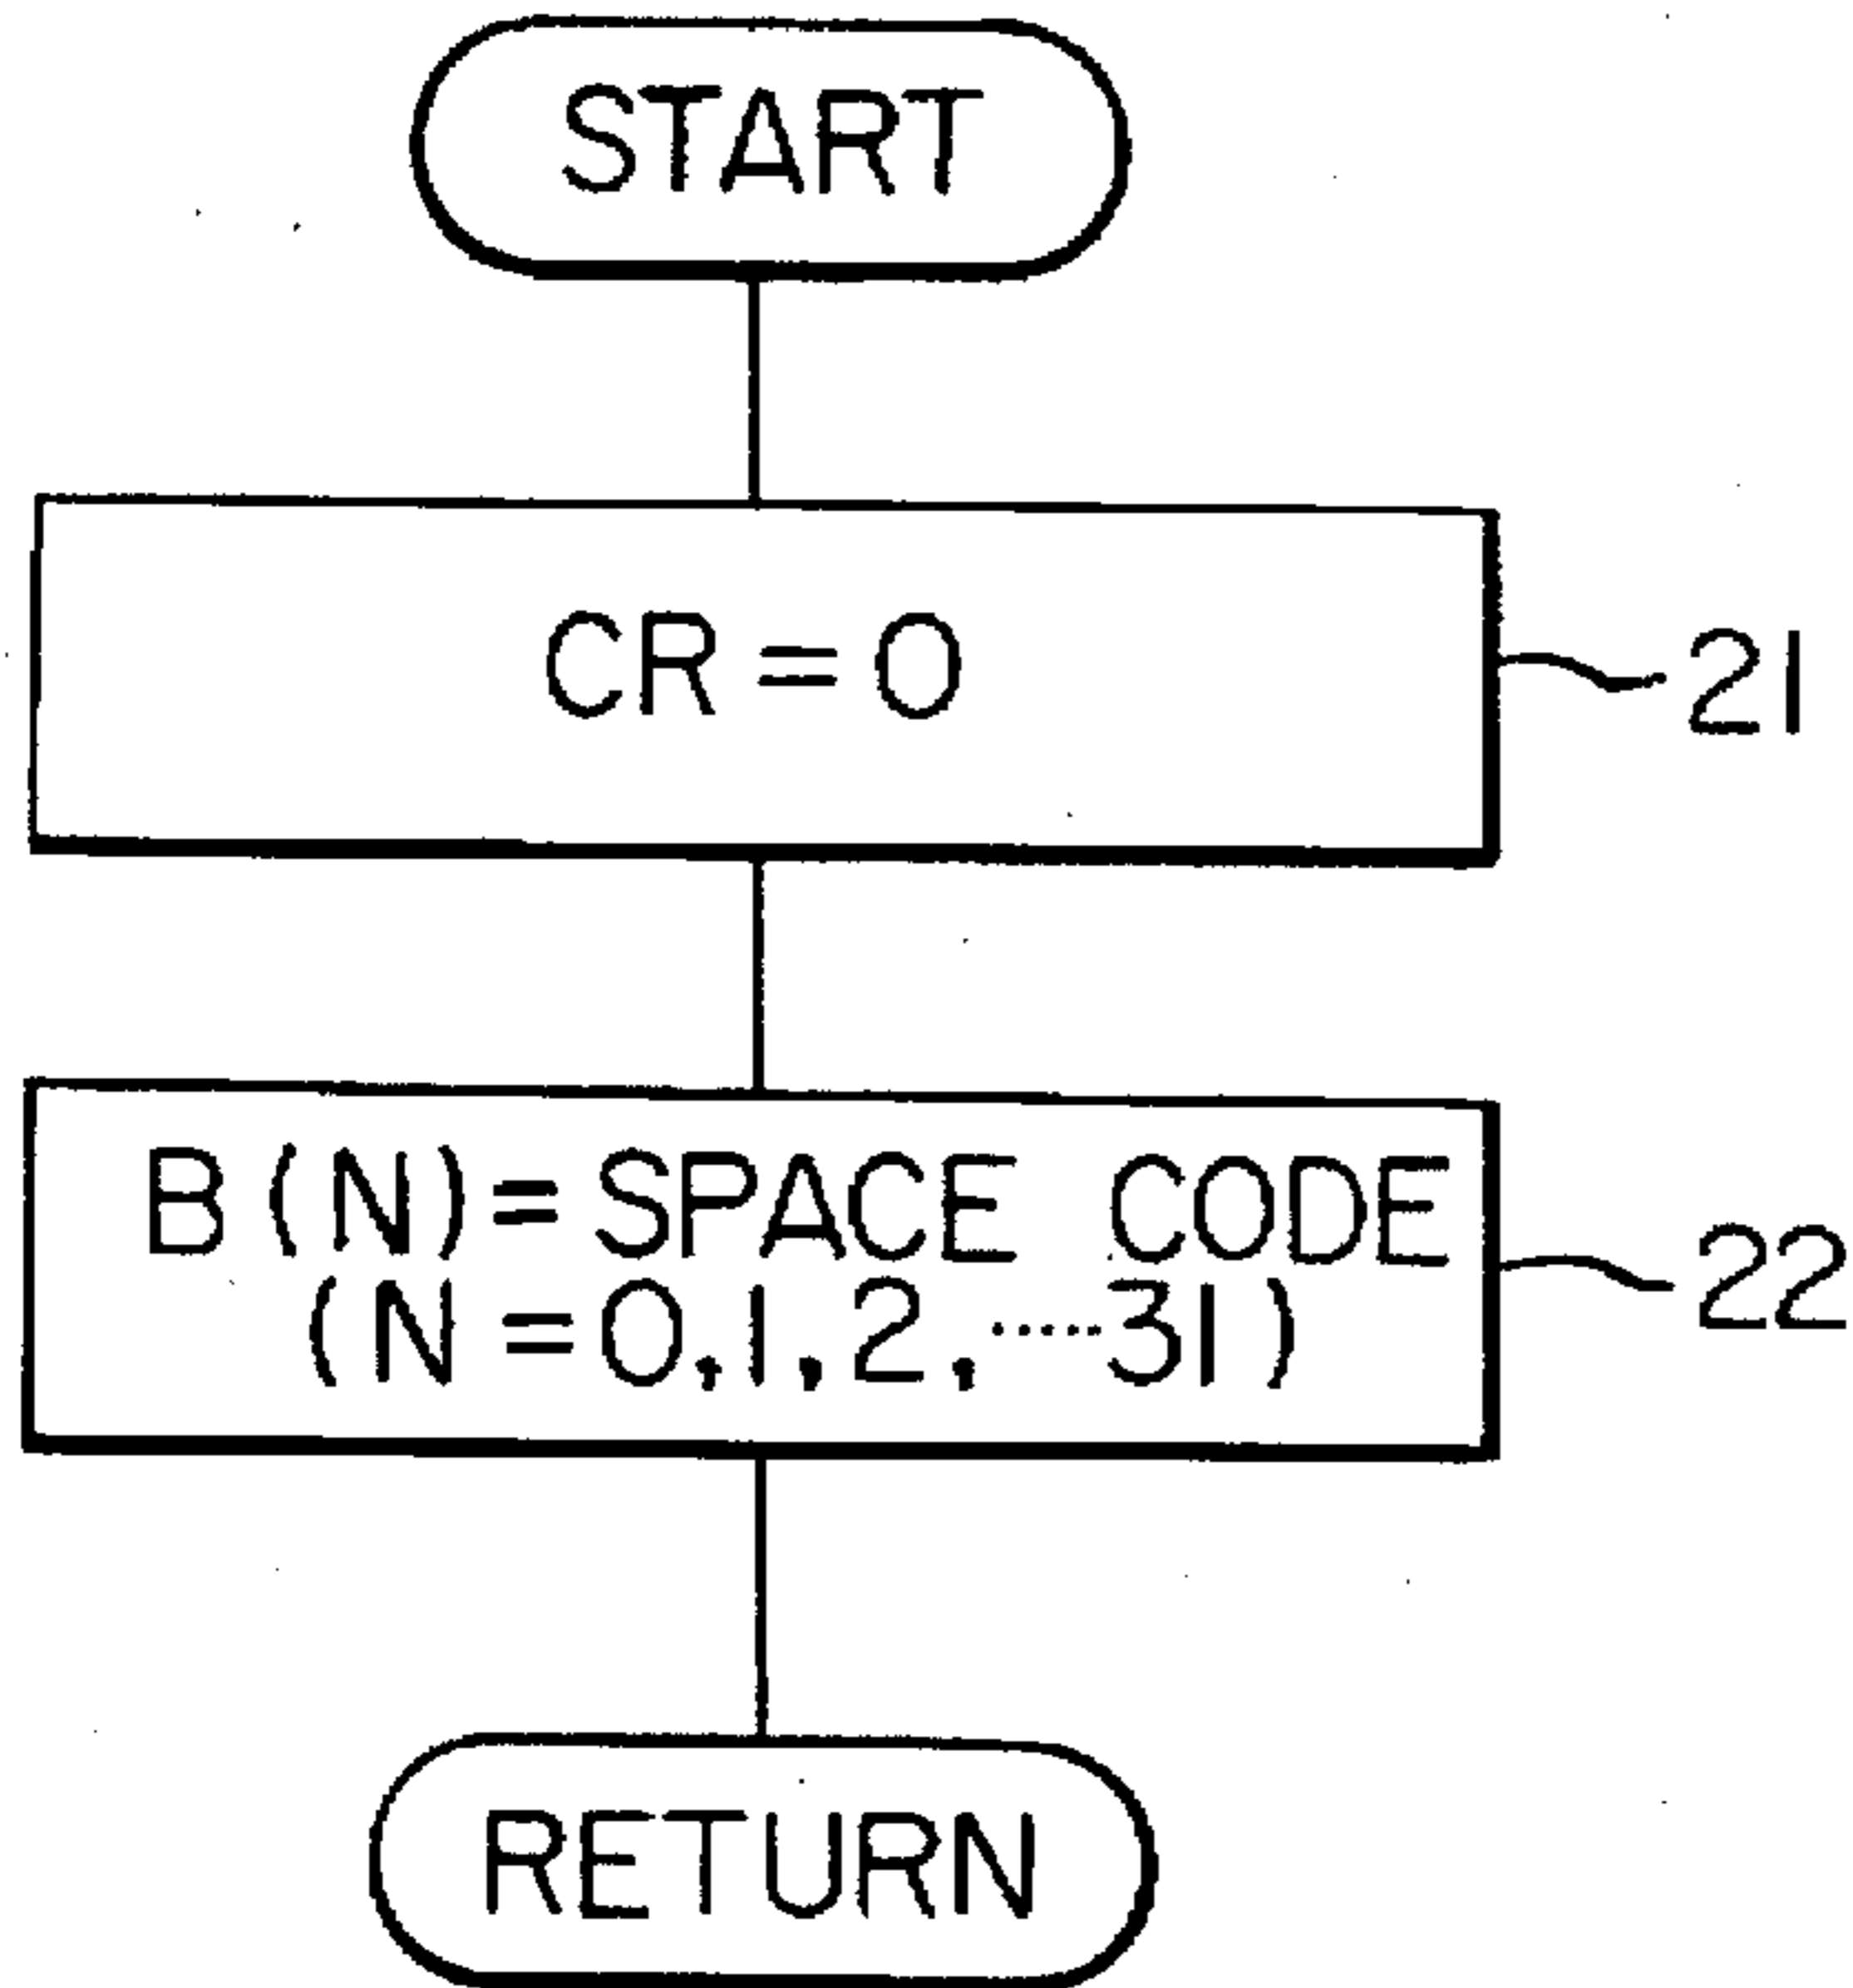 START
CR = 0
21
B (N) = SPACE CODE
(N = 0, 1, 2, ····· 31)
22
RETURN